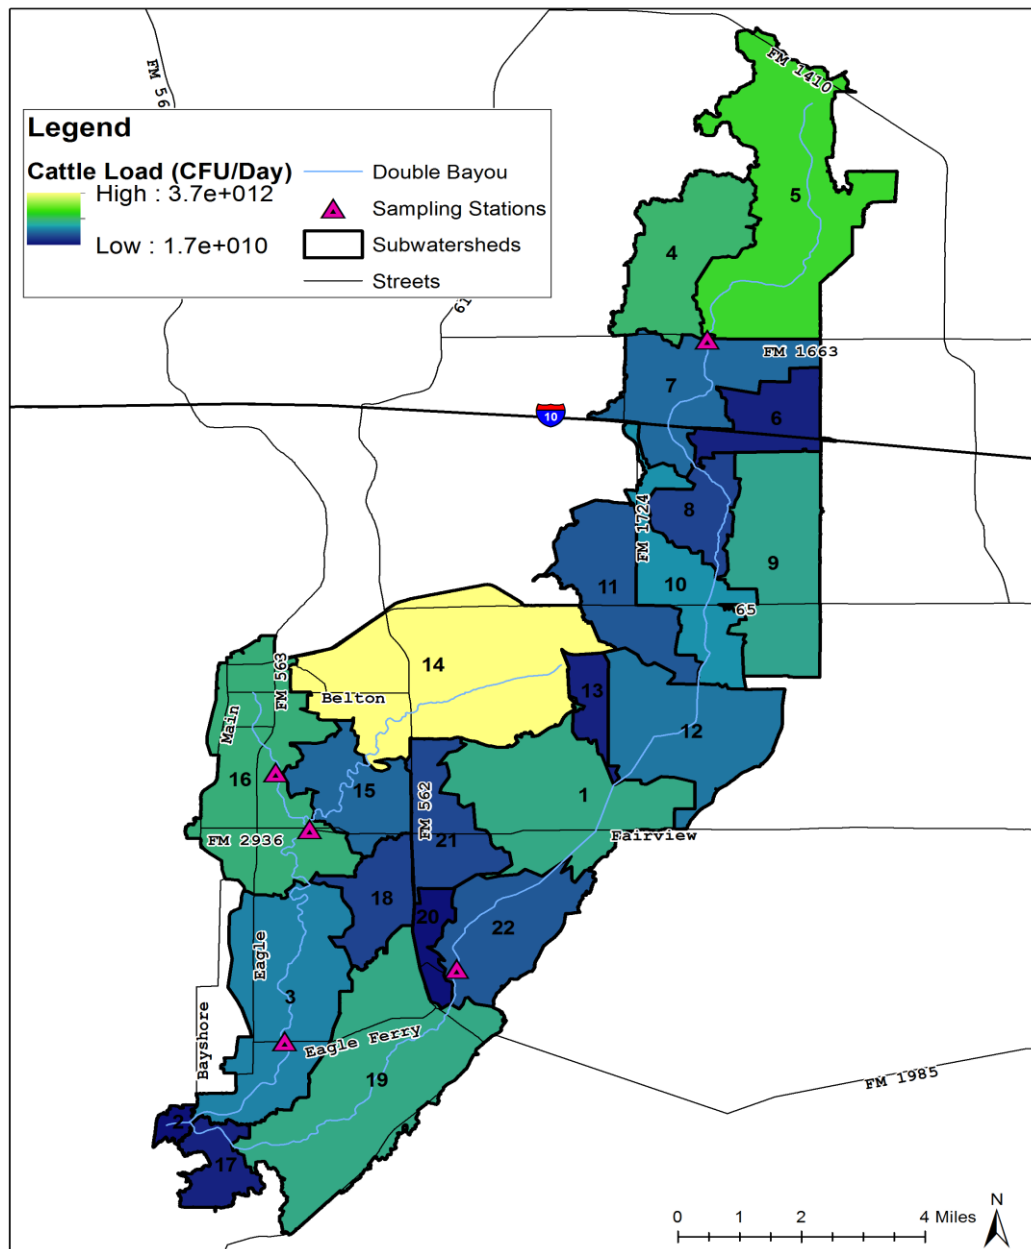 FM 1410
FM 56
Legend
Cattle Load (CFU/Day)
High : 3.7e+012
Low : 1.7e+010
Double Bayou
Sampling Stations
Subwatersheds
Streets
61
5
4
FM 1663
7
6
10
8
FM 1724
9
11
10
65
14
FM 563
Belton
13
Main
12
16
15
1
FM 562
FM 2936
21
Fairview
18
20
22
Eagle
3
Bayshore
Eagle Ferry
19
FM 1985
2
17
N
0 1 2 4 Miles